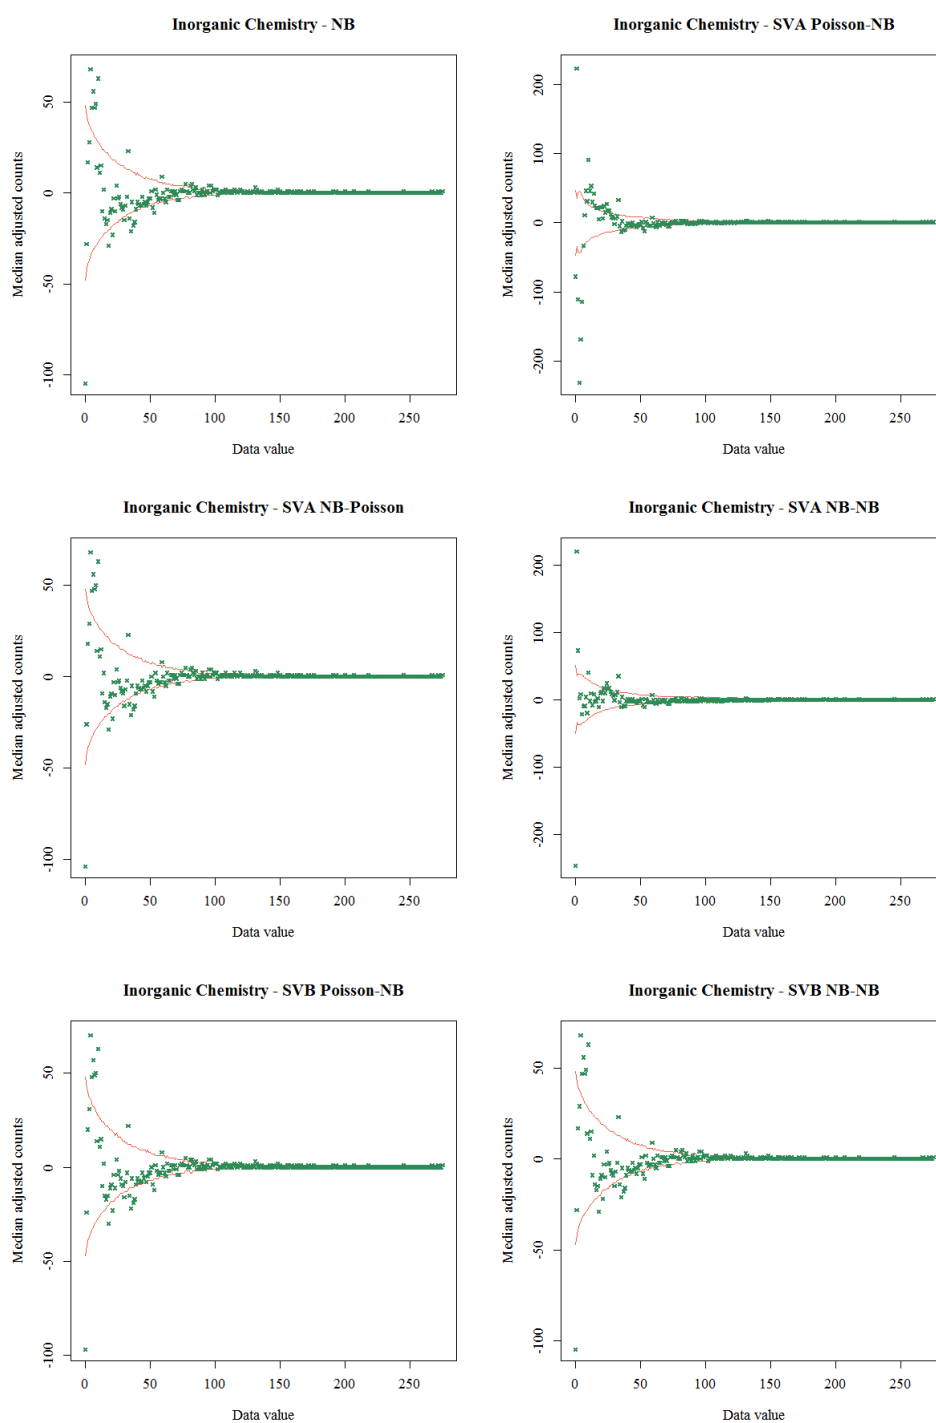 Inorganic Chemistry - NB
Median adjusted counts
50
0
-50
-100
0 50 100 150 200 250
Data value
Inorganic Chemistry - SVA Poisson-NB
Median adjusted counts
200
100
0
-100
-200
0 50 100 150 200 250
Data value
Inorganic Chemistry - SVA NB-Poisson
Median adjusted counts
50
0
-50
-100
0 50 100 150 200 250
Data value
Inorganic Chemistry - SVA NB-NB
Median adjusted counts
200
100
0
-100
-200
0 50 100 150 200 250
Data value
Inorganic Chemistry - SVB Poisson-NB
Median adjusted counts
50
0
-50
-100
0 50 100 150 200 250
Data value
Inorganic Chemistry - SVB NB-NB
Median adjusted counts
50
0
-50
-100
0 50 100 150 200 250
Data value